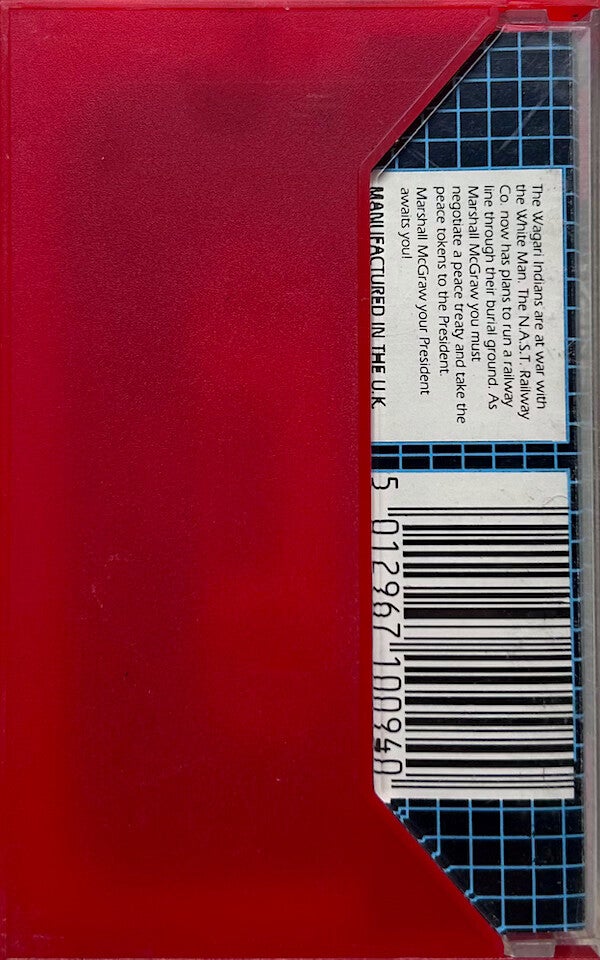 The Wagari Indians are at war with
the White Man. The N.A.S.T. Railway
Co. now has plans to run a railway
line through their burial ground. As
Marshall McGraw you must
negotiate a peace treaty and take the
peace tokens to the President.
Marshall McGraw your President
awaits you!
MANUFACTURED IN THE U.K.
5 012967 100940